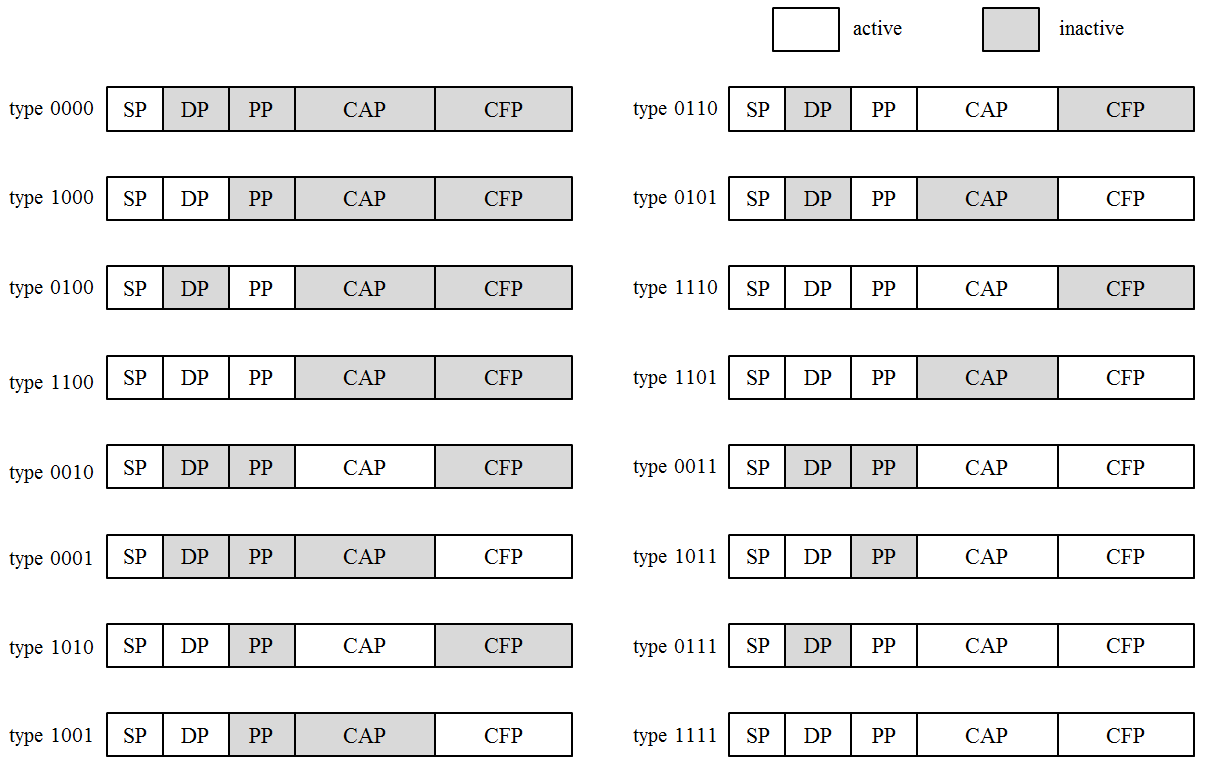 active inactive
type 0000 SP DP PP CAP CFP type 0110 SP DP PP CAP CFP
type 1000 SP DP PP CAP CFP type 0101 SP DP PP CAP CFP
type 0100 SP DP PP CAP CFP type 1110 SP DP PP CAP CFP
type 1100 SP DP PP CAP CFP type 1101 SP DP PP CAP CFP
type 0010 SP DP PP CAP CFP type 0011 SP DP PP CAP CFP
type 0001 SP DP PP CAP CFP type 1011 SP DP PP CAP CFP
type 1010 SP DP PP CAP CFP type 0111 SP DP PP CAP CFP
type 1001 SP DP PP CAP CFP type 1111 SP DP PP CAP CFP